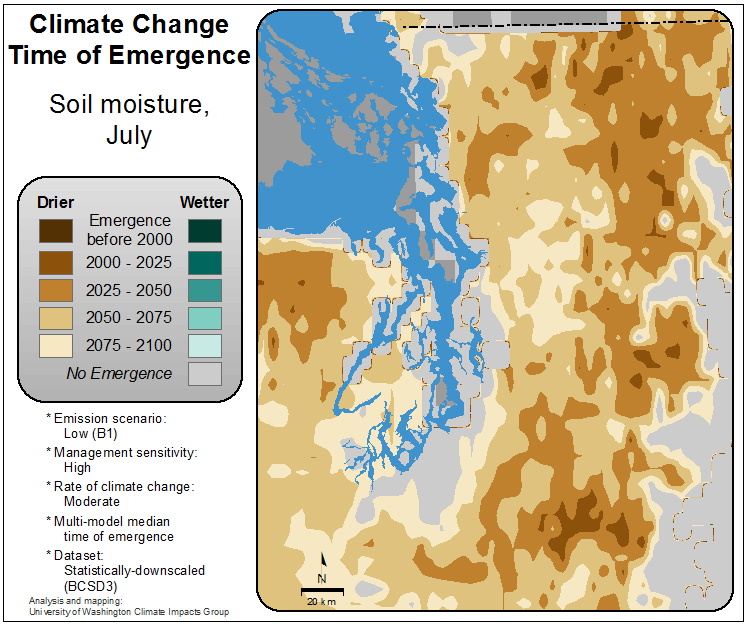 Climate Change
Time of Emergence
Soil moisture,
July
Drier Wetter
Emergence
before 2000
2000 - 2025
2025 - 2050
2050 - 2075
2075 - 2100
No Emergence
* Emission scenario:
Low (B1)
* Management sensitivity:
High
* Rate of climate change:
Moderate
* Multi-model median
time of emergence
* Dataset:
Statistically-downscaled
(BCSD3)
Analysis and mapping:
University of Washington Climate Impacts Group
N
20 km